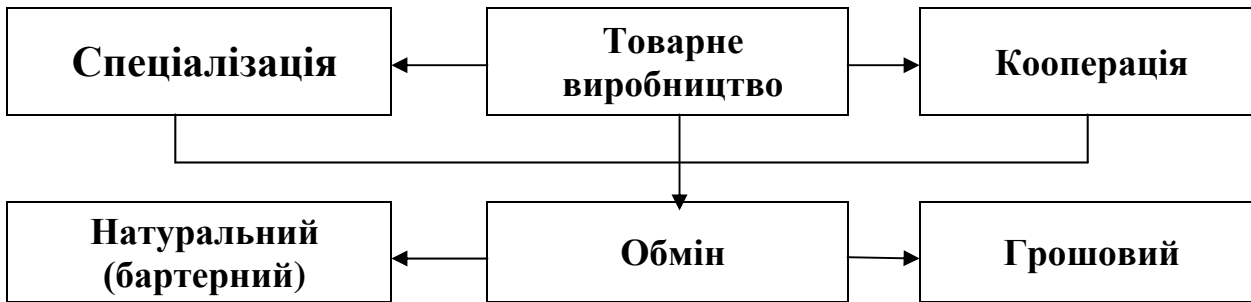 Спеціалізація
Товарне
виробництво
Кооперація
Натуральний
(бартерний)
Обмін
Грошовий